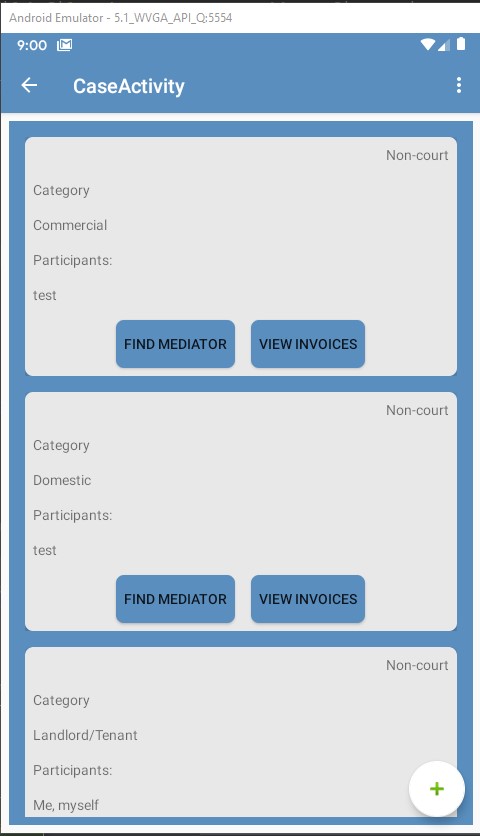 Android Emulator - 5.1_WVGA_API_Q:5554
9:00
CaseActivity
Non-court
Category
Commercial
Participants:
test
FIND MEDIATOR VIEW INVOICES
Non-court
Category
Domestic
Participants:
test
FIND MEDIATOR VIEW INVOICES
Non-court
Category
Landlord/Tenant
Participants:
Me, myself
+